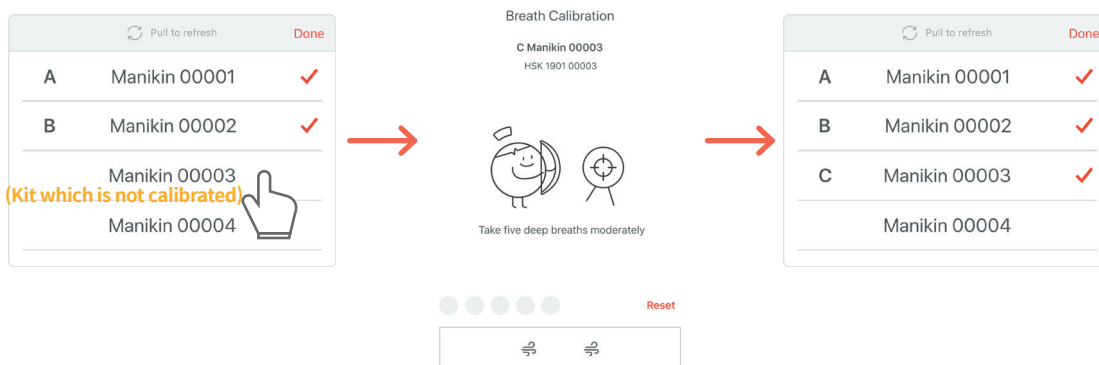 Pull to refresh Done
A Manikin 00001
B Manikin 00002
Manikin 00003
(Kit which is not calibrated)
Manikin 00004
Breath Calibration
C Manikin 00003
HSK 1901 00003
Take five deep breaths moderately
Reset
Pull to refresh Done
A Manikin 00001
B Manikin 00002
C Manikin 00003
Manikin 00004